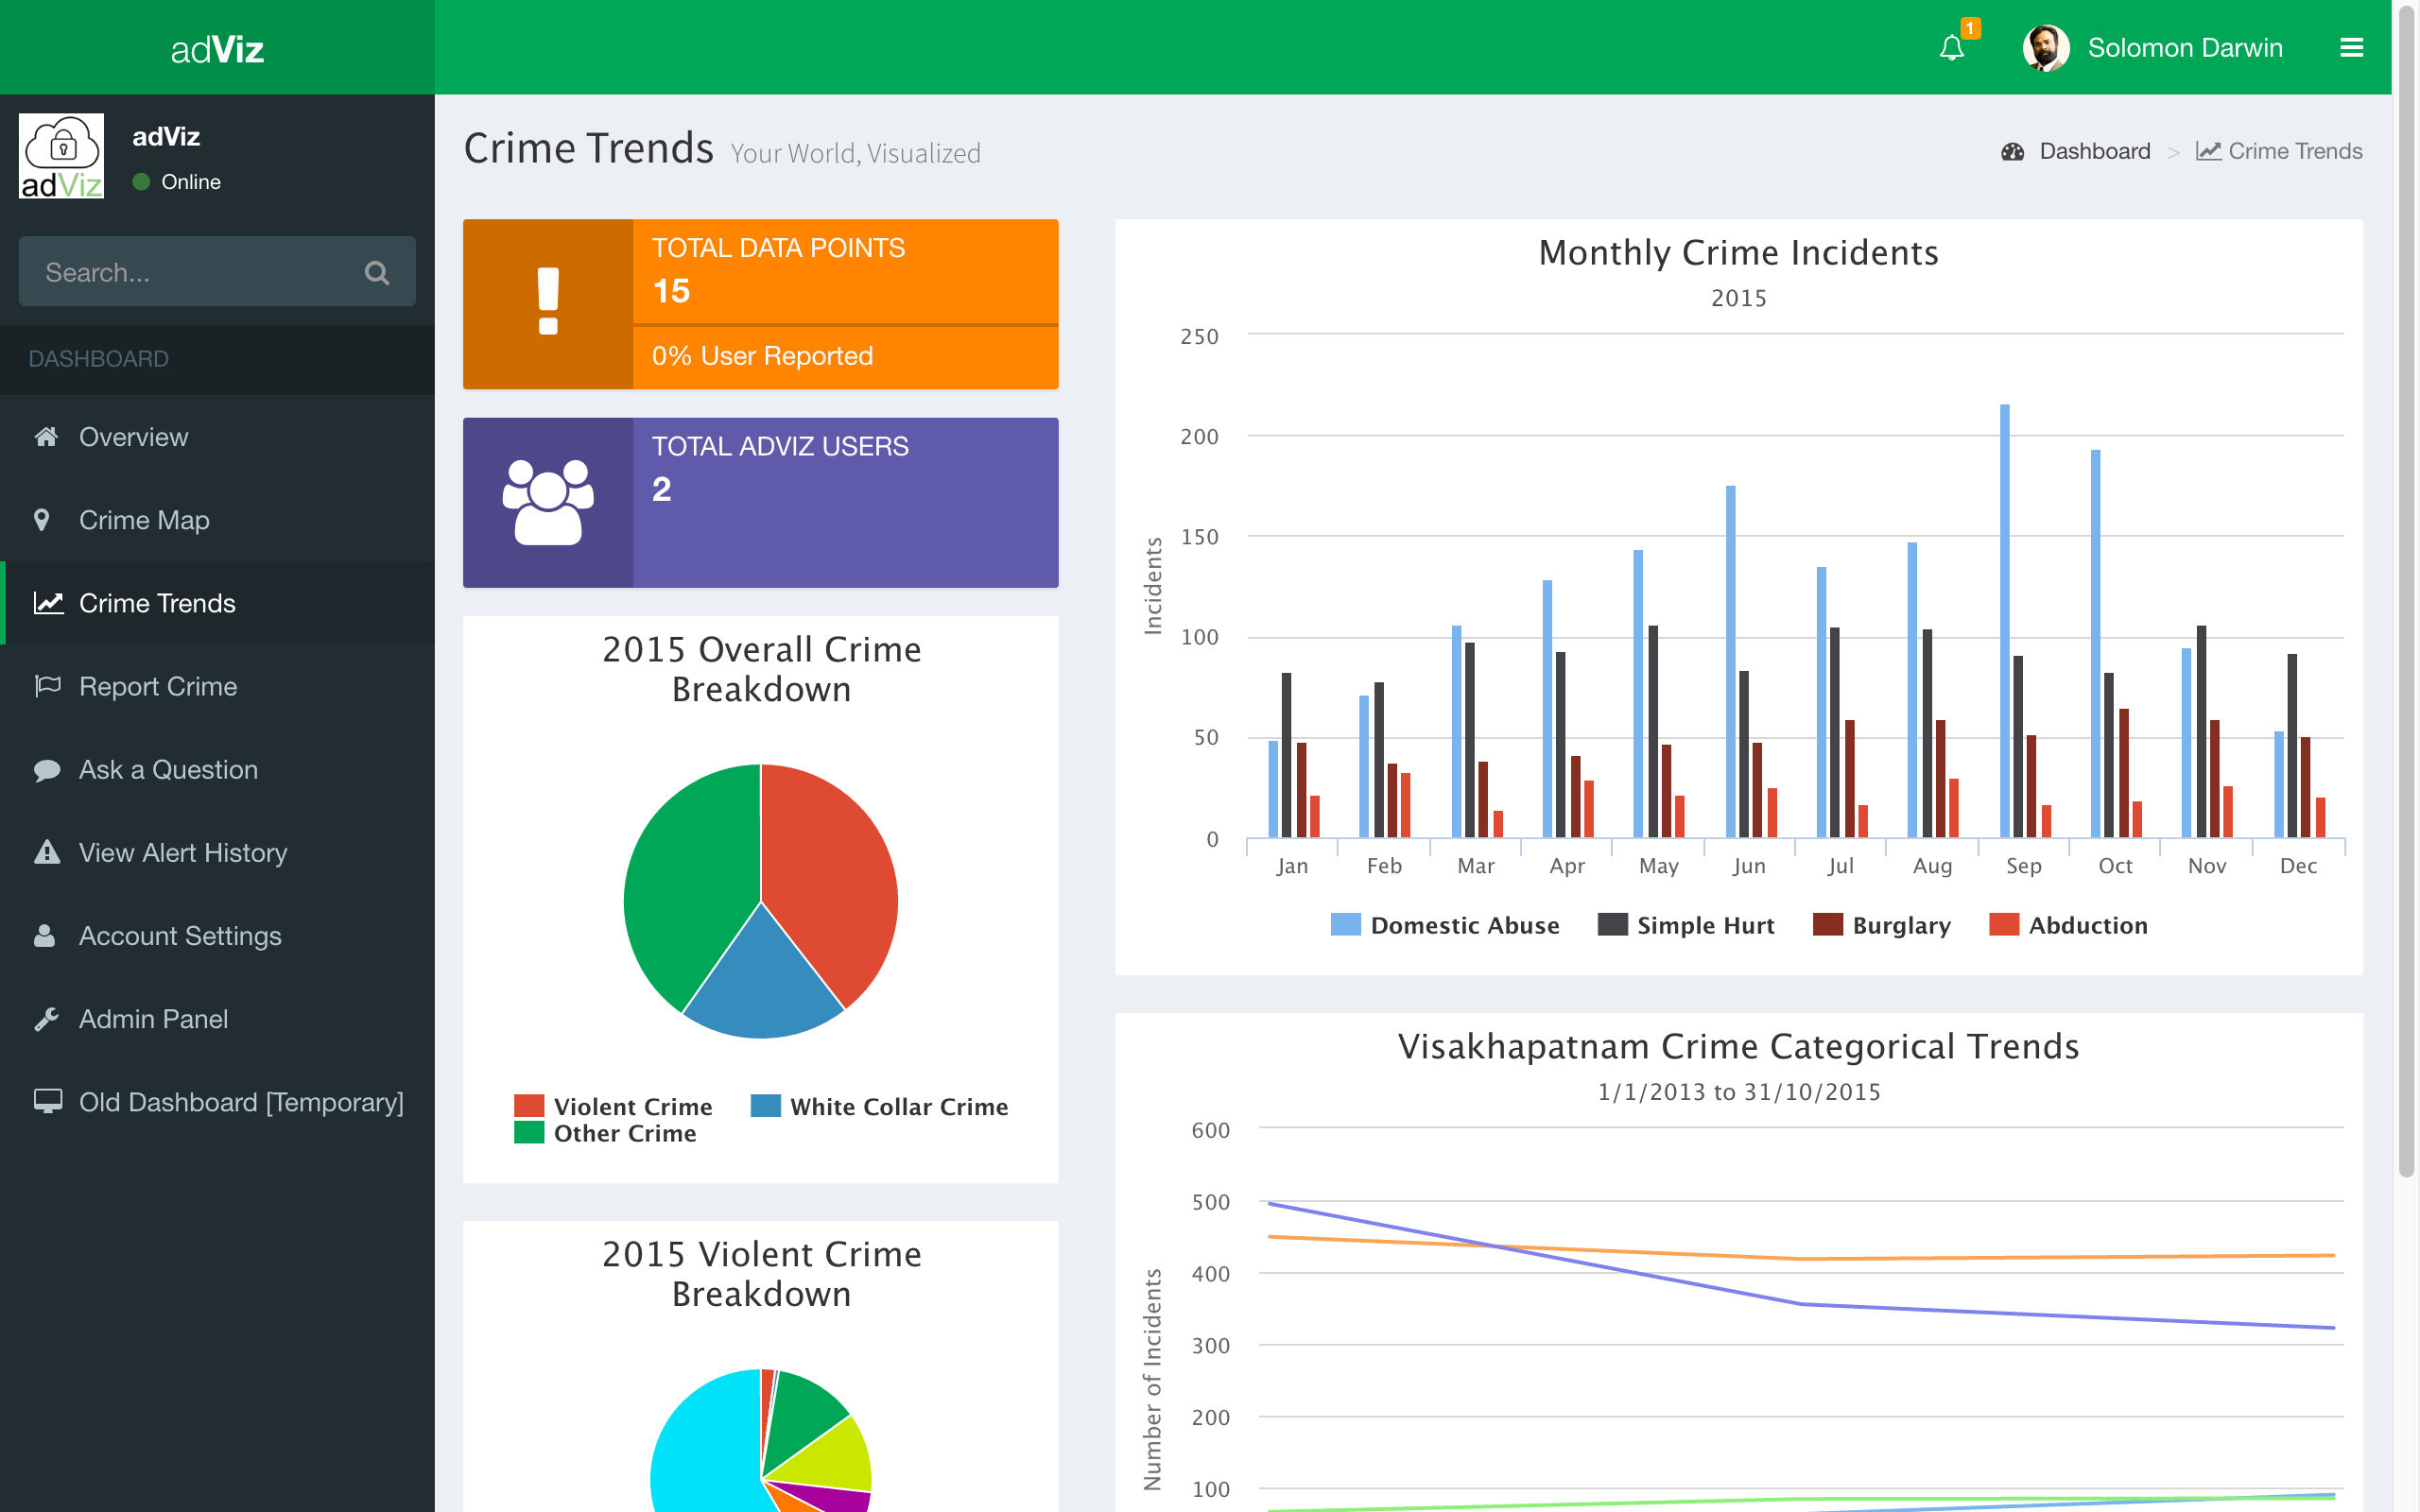 adViz
1
Solomon Darwin
adViz
adViz
Online
Search...
DASHBOARD
Overview
Crime Map
Crime Trends
Report Crime
Ask a Question
View Alert History
Account Settings
Admin Panel
Old Dashboard [Temporary]
Crime Trends Your World, Visualized
Dashboard > Crime Trends
TOTAL DATA POINTS
15
0% User Reported
TOTAL ADVIZ USERS
2
2015 Overall Crime
Breakdown
Violent Crime White Collar Crime
Other Crime
2015 Violent Crime
Breakdown
Monthly Crime Incidents
2015
Incidents
250
200
150
100
50
0
Jan Feb Mar Apr May Jun Jul Aug Sep Oct Nov Dec
Domestic Abuse Simple Hurt Burglary Abduction
Visakhapatnam Crime Categorical Trends
1/1/2013 to 31/10/2015
Number of Incidents
600
500
400
300
200
100